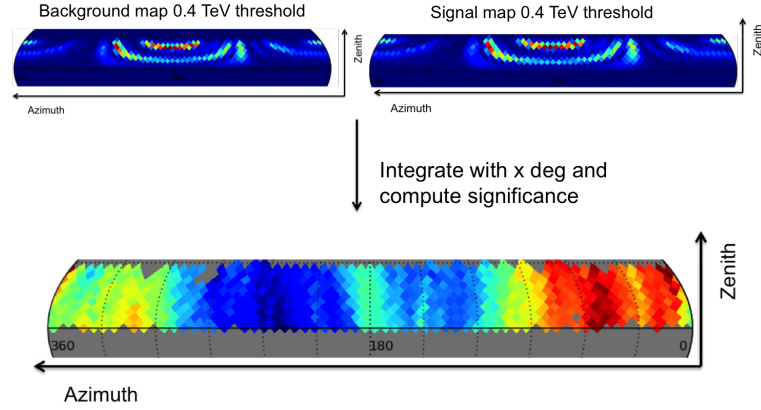 Background map 0.4 TeV threshold
Signal map 0.4 TeV threshold
Zenith
Zenith
Azimuth
Azimuth
Integrate with x deg and
compute significance
Zenith
360
180
0
Azimuth